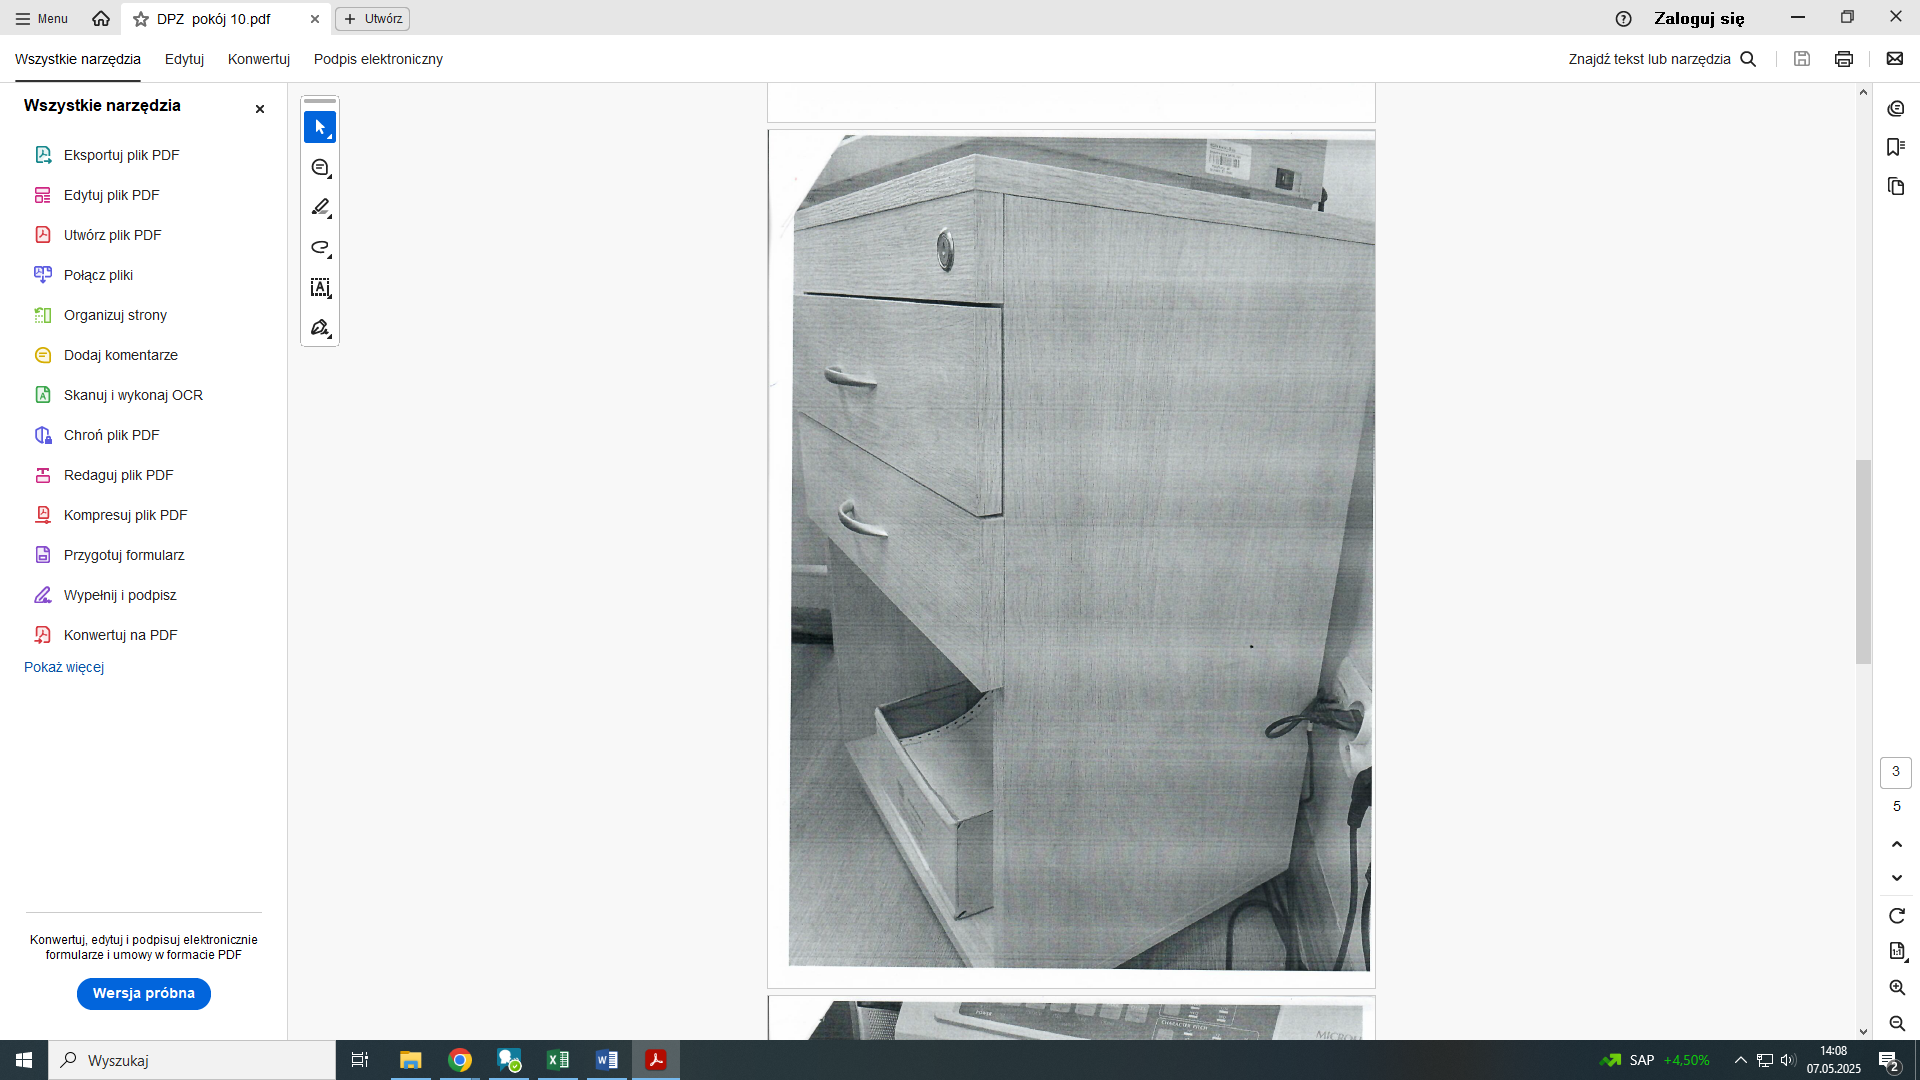 Menu
DPZ pokój 10.pdf
Utwórz
Zaloguj się
Wszystkie narzędzia
Edytuj
Konwertuj
Podpis elektroniczny
Znajdź tekst lub narzędzia
Wszystkie narzędzia
Eksportuj plik PDF
Edytuj plik PDF
Utwórz plik PDF
Połącz pliki
Organizuj strony
Dodaj komentarze
Skanuj i wykonaj OCR
Chroń plik PDF
Redaguj plik PDF
Kompresuj plik PDF
Przygotuj formularz
Wypełnij i podpisz
Konwertuj na PDF
Pokaż więcej
Konwertuj, edytuj i podpisuj elektronicznie
formularze i umowy w formacie PDF
Wersja próbna
3
5
POWER
CHARACTER PITCH
Wyszukaj
SAP +4,50%
14:08
07.05.2025
2